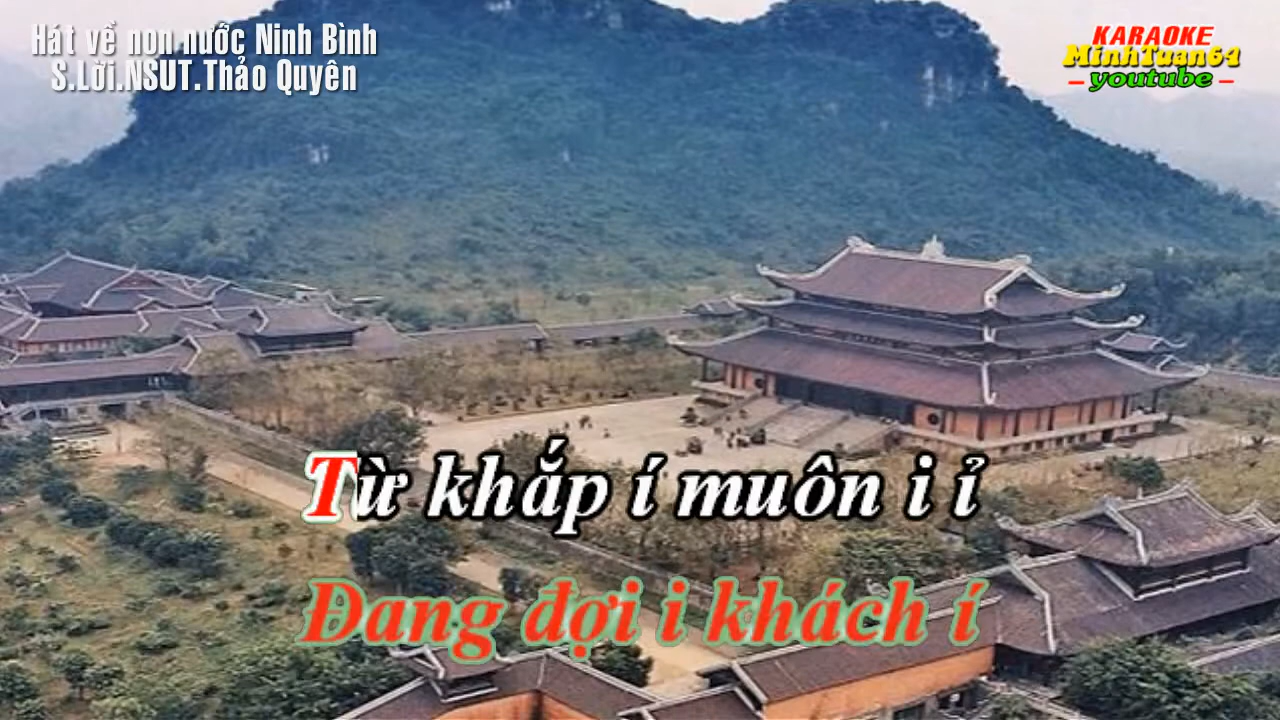 Hát về non nước Ninh Bình
S.Lời.NSUT.Thảo Quyên
KARAOKE
MinhTuan64
youtube
Từ khắp í muôn i ỉ
Đang đợi i khách í